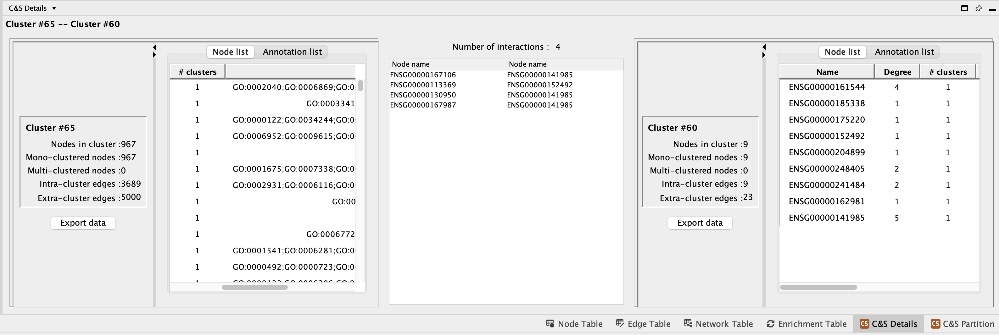 C&S Details ▼
Cluster #65 -- Cluster #60
Cluster #65
Nodes in cluster :967
Mono-clustered nodes :967
Multi-clustered nodes :0
Intra-cluster edges :3689
Extra-cluster edges :5000
Export data
Node list Annotation list
# clusters
1 GO:0002040;GO:0006869;GO:0
1 GO:0003341
1 GO:0000122;GO:0034244;GO:0
1 GO:0006952;GO:0009615;GO:0
1
1 GO:0001675;GO:0007338;GO:0
1 GO:0002931;GO:0006116;GO:0
1 GO:00
1
1 GO:0006772
1 GO:0001541;GO:0006281;GO:0
1 GO:0000492;GO:0000723;GO:0
Number of interactions : 4
Node name Node name
ENSG00000167106 ENSG00000141985
ENSG00000113369 ENSG00000152492
ENSG00000130950 ENSG00000141985
ENSG00000167987 ENSG00000141985
Cluster #60
Nodes in cluster :9
Mono-clustered nodes :9
Multi-clustered nodes :0
Intra-cluster edges :9
Extra-cluster edges :23
Export data
Node list Annotation list
Name Degree # clusters
ENSG00000161544 4 1
ENSG00000185338 1 1
ENSG00000175220 1 1
ENSG00000152492 1 1
ENSG00000204899 1 1
ENSG00000248405 2 1
ENSG00000241484 2 1
ENSG00000162981 1 1
ENSG00000141985 5 1
Node Table Edge Table Network Table Enrichment Table CS C&S Details CS C&S Partition